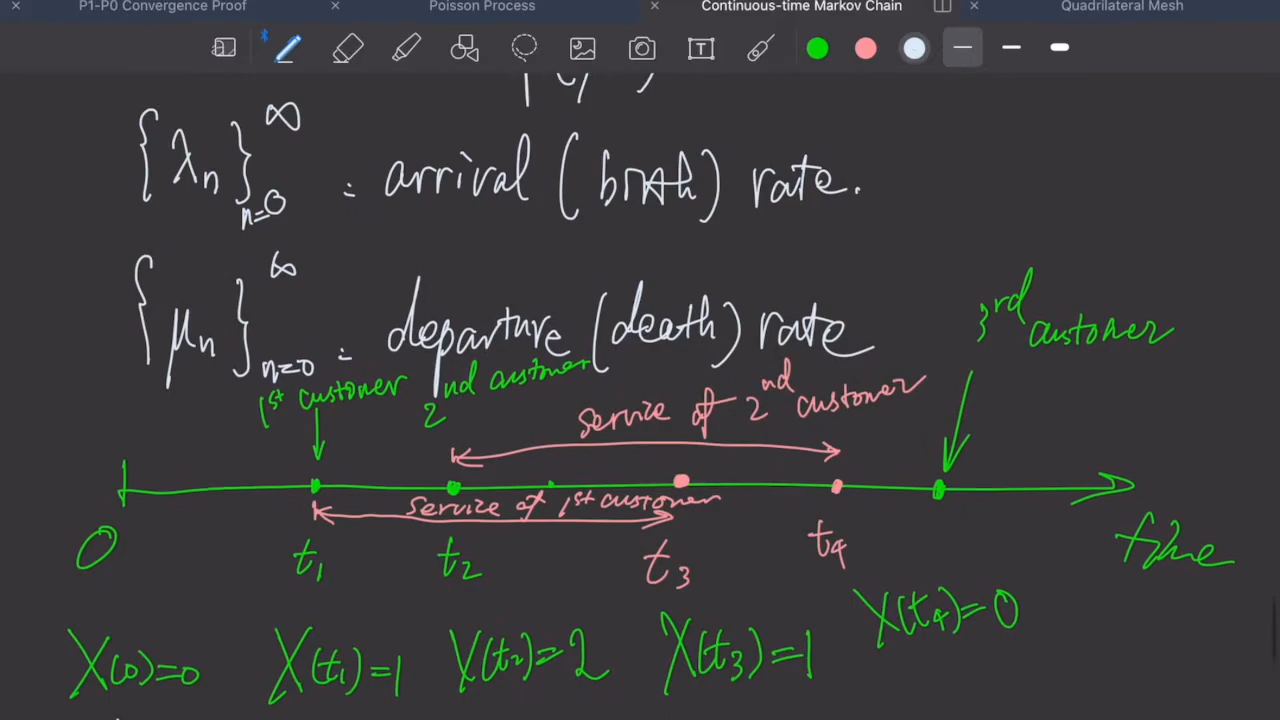 P1-P0 Convergence Proof Poisson Process Continuous-time Markov Chain Quadrilateral Mesh
{λn}∞n=0 = arrival (birth) rate.
{μn}∞n=0 = departure (death) rate
3rd customer
1st customer 2nd customer
service of 2nd customer
service of 1st customer
0 t1 t2 t3 t4 time
X(t4)=0
X(0)=0 X(t1)=1 X(t2)=2 X(t3)=1